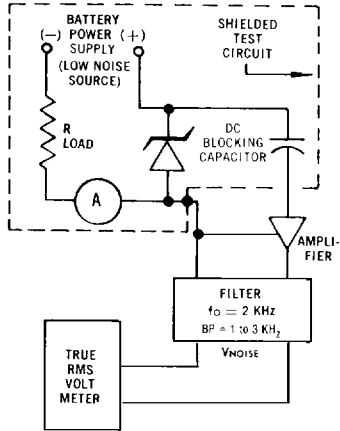 BATTERY
(-) POWER (+)
SUPPLY
(LOW NOISE
SOURCE)
SHIELDED
TEST
CIRCUIT
R
LOAD
DC
BLOCKING
CAPACITOR
A
AMPLI-
FIER
FILTER
fo = 2 KHz
BP = 1 to 3 KHz
VNOISE
TRUE
RMS
VOLT
METER